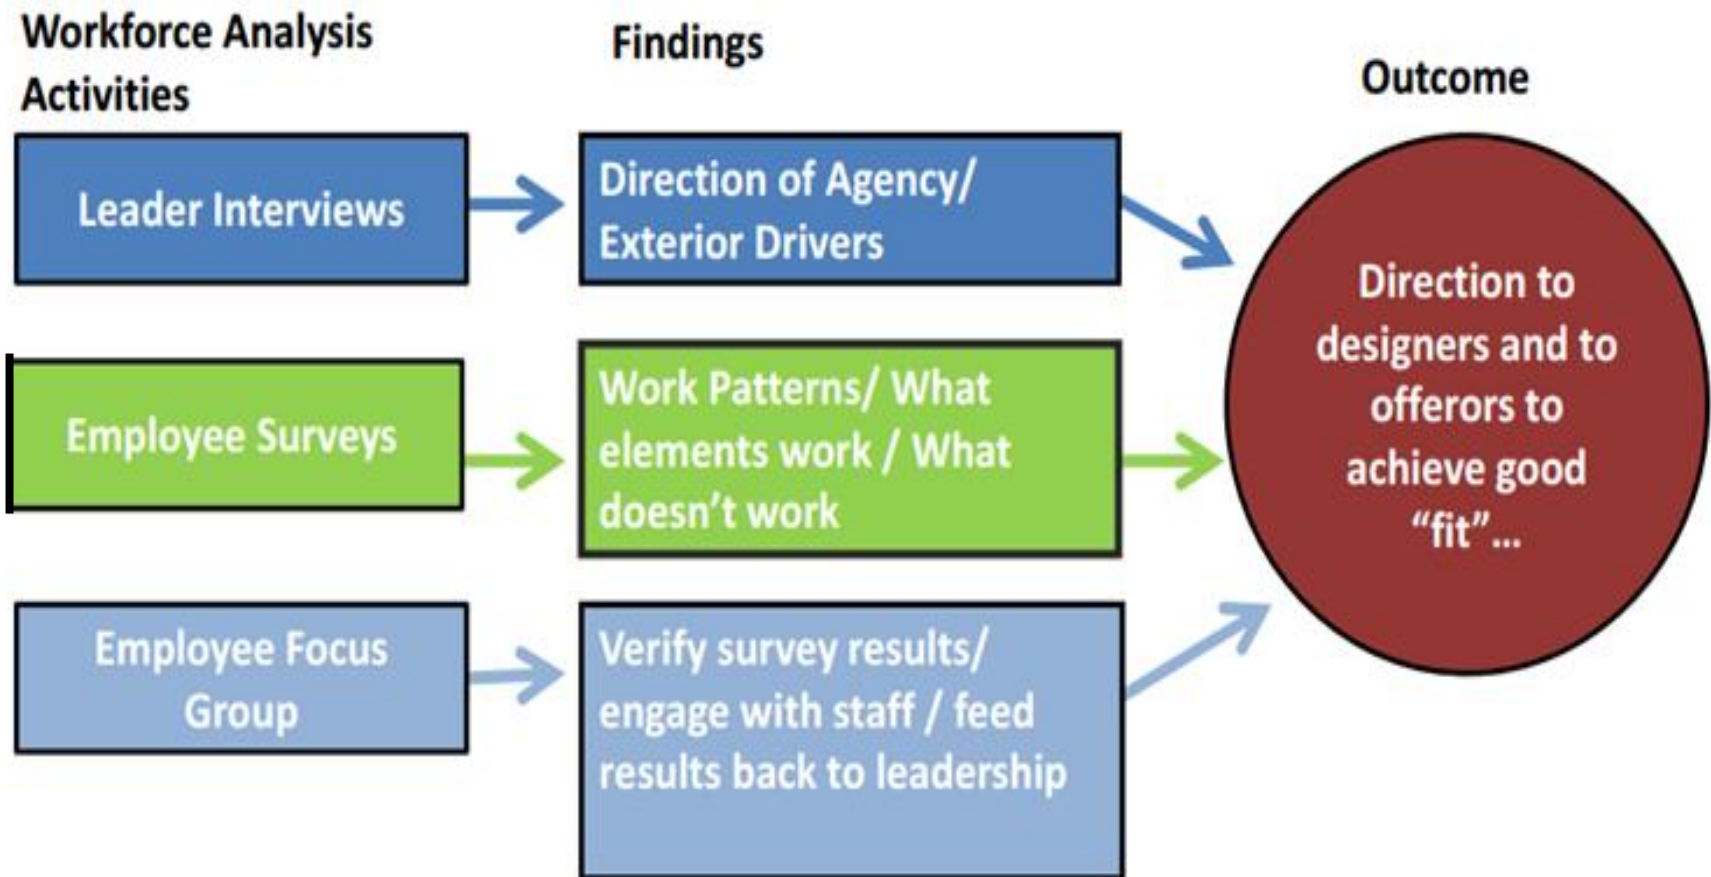 Workforce Analysis
Activities
Findings
Outcome
Leader Interviews
Direction of Agency/
Exterior Drivers
Employee Surveys
Work Patterns/ What
elements work / What
doesn’t work
Employee Focus
Group
Verify survey results/
engage with staff / feed
results back to leadership
Direction to
designers and to
offerors to
achieve good
“fit”...